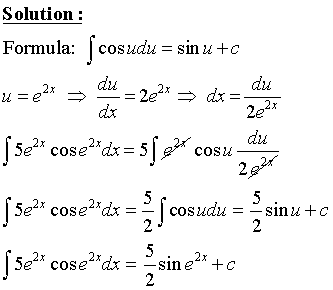 Solution :
Formula: ∫ cos u du = sin u + c
u = e^{2x} ⇒ du/dx = 2e^{2x} ⇒ dx = du/2e^{2x}
∫ 5e^{2x} cos e^{2x} dx = 5 ∫ e^{2x} cos u du/2e^{2x}
∫ 5e^{2x} cos e^{2x} dx = 5/2 ∫ cos u du = 5/2 sin u + c
∫ 5e^{2x} cos e^{2x} dx = 5/2 sin e^{2x} + c